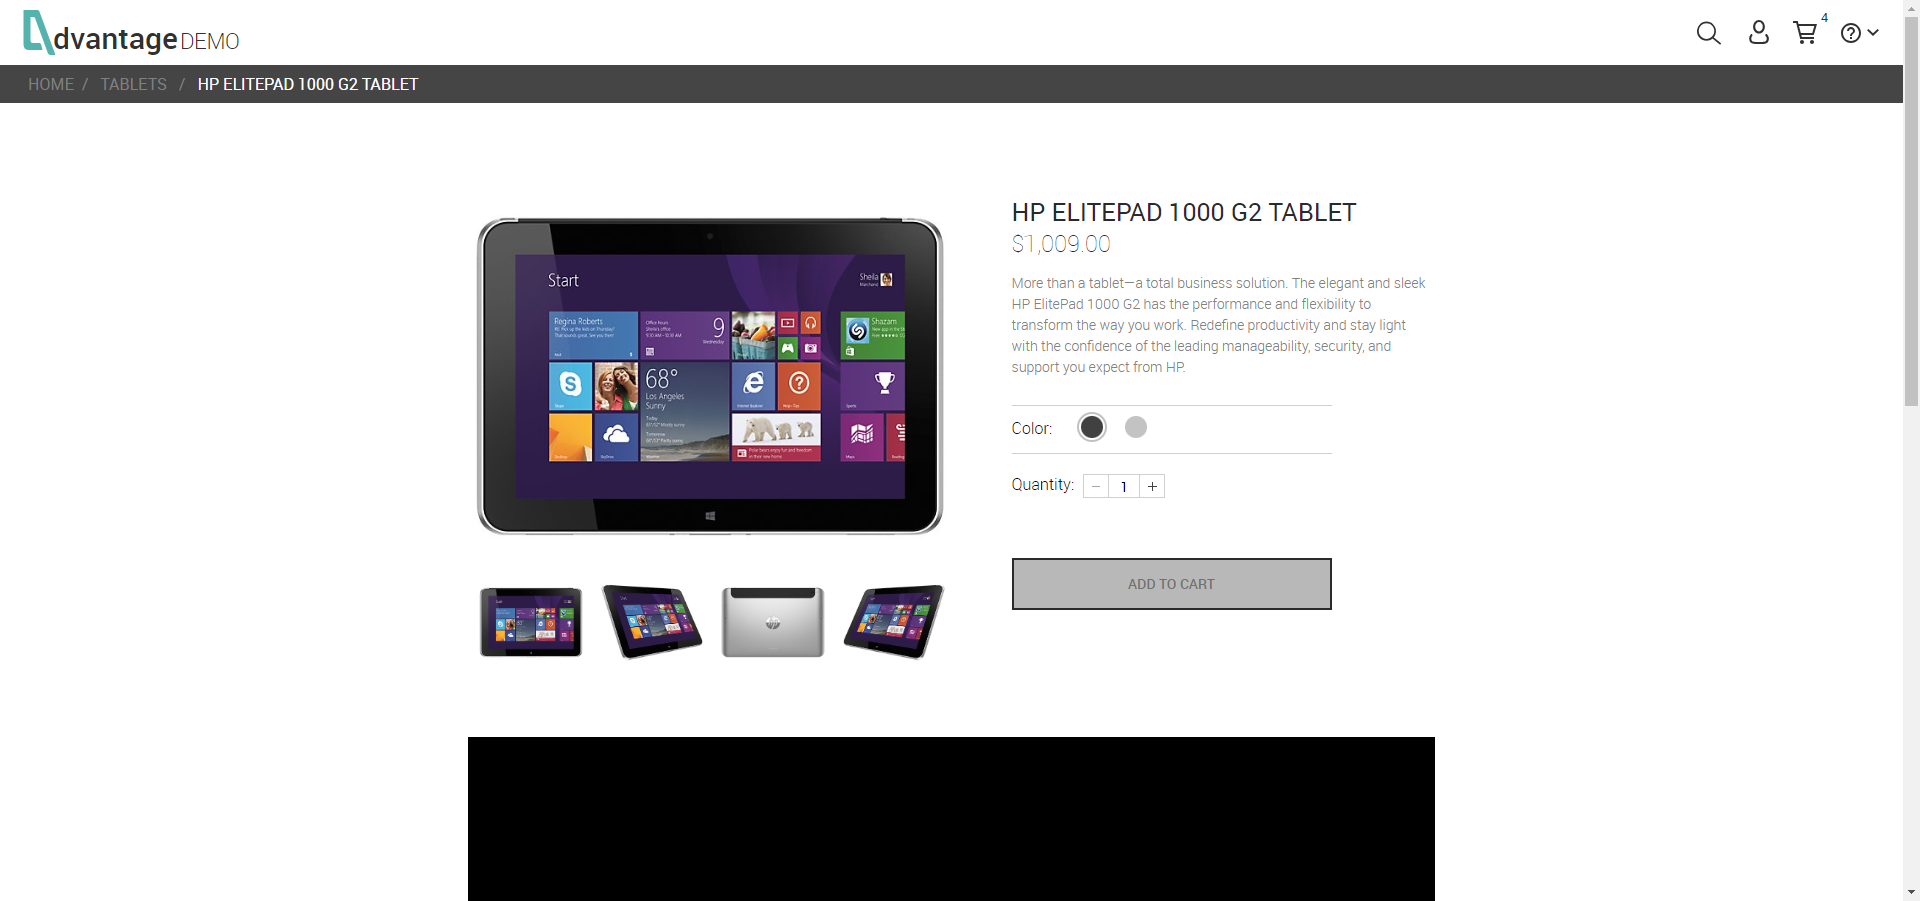 dvantage DEMO
4
HOME / TABLETS / HP ELITEPAD 1000 G2 TABLET
HP ELITEPAD 1000 G2 TABLET
$1,009.00
More than a tablet—a total business solution. The elegant and sleek
HP ElitePad 1000 G2 has the performance and flexibility to
transform the way you work. Redefine productivity and stay light
with the confidence of the leading manageability, security, and
support you expect from HP.
Color:
Quantity: − 1 +
ADD TO CART
Start
Sheila
Regina Roberts
9
Wednesday
Shazam
68°
Los Angeles
Sunny
Today
Tomorrow